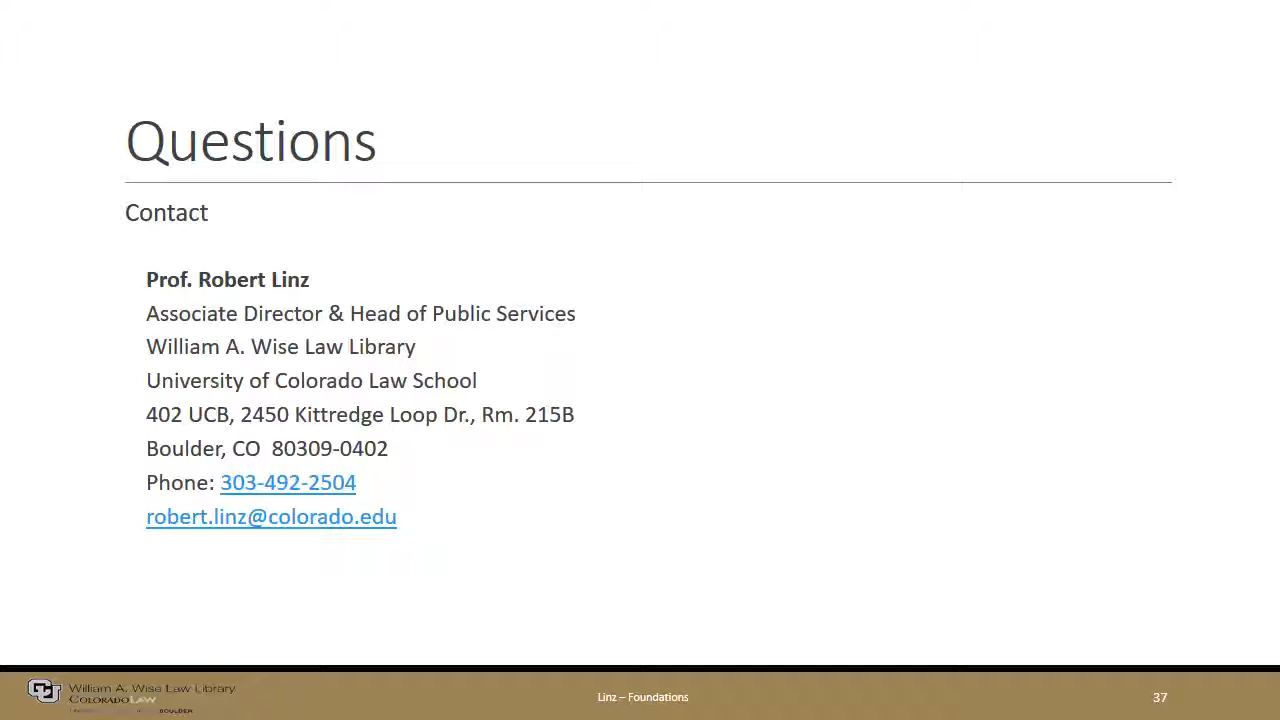 Questions
Contact
Prof. Robert Linz
Associate Director & Head of Public Services
William A. Wise Law Library
University of Colorado Law School
402 UCB, 2450 Kittredge Loop Dr., Rm. 215B
Boulder, CO 80309-0402
Phone: 303-492-2504
robert.linz@colorado.edu
CU
William A. Wise Law Library
COLORADO LAW
BOULDER
Linz – Foundations
37